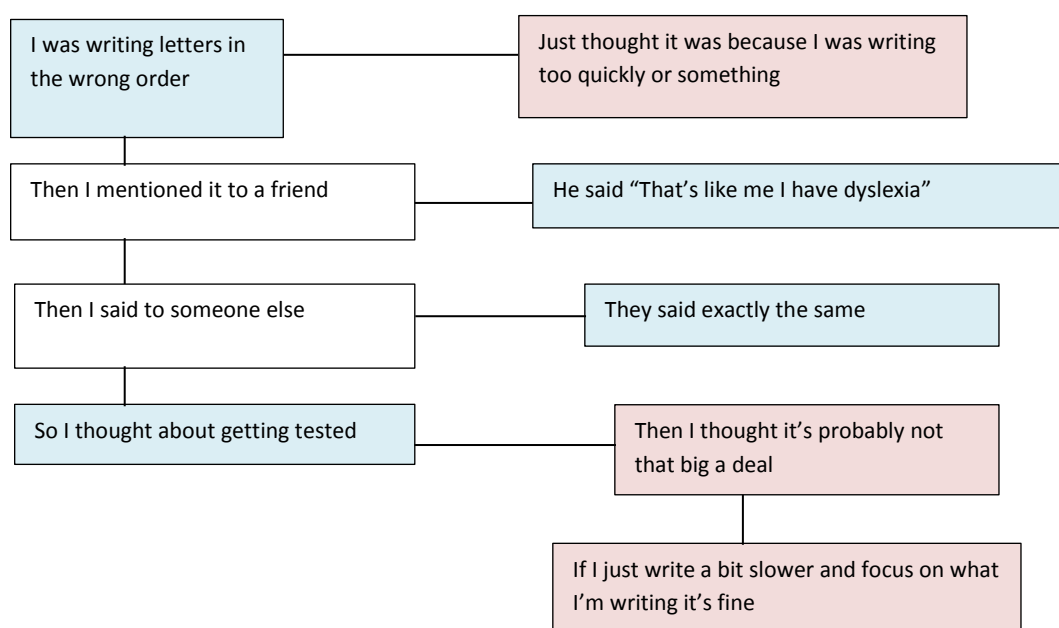 I was writing letters in
the wrong order
Just thought it was because I was writing
too quickly or something
Then I mentioned it to a friend
He said “That’s like me I have dyslexia”
Then I said to someone else
They said exactly the same
So I thought about getting tested
Then I thought it’s probably not
that big a deal
If I just write a bit slower and focus on what
I’m writing it’s fine